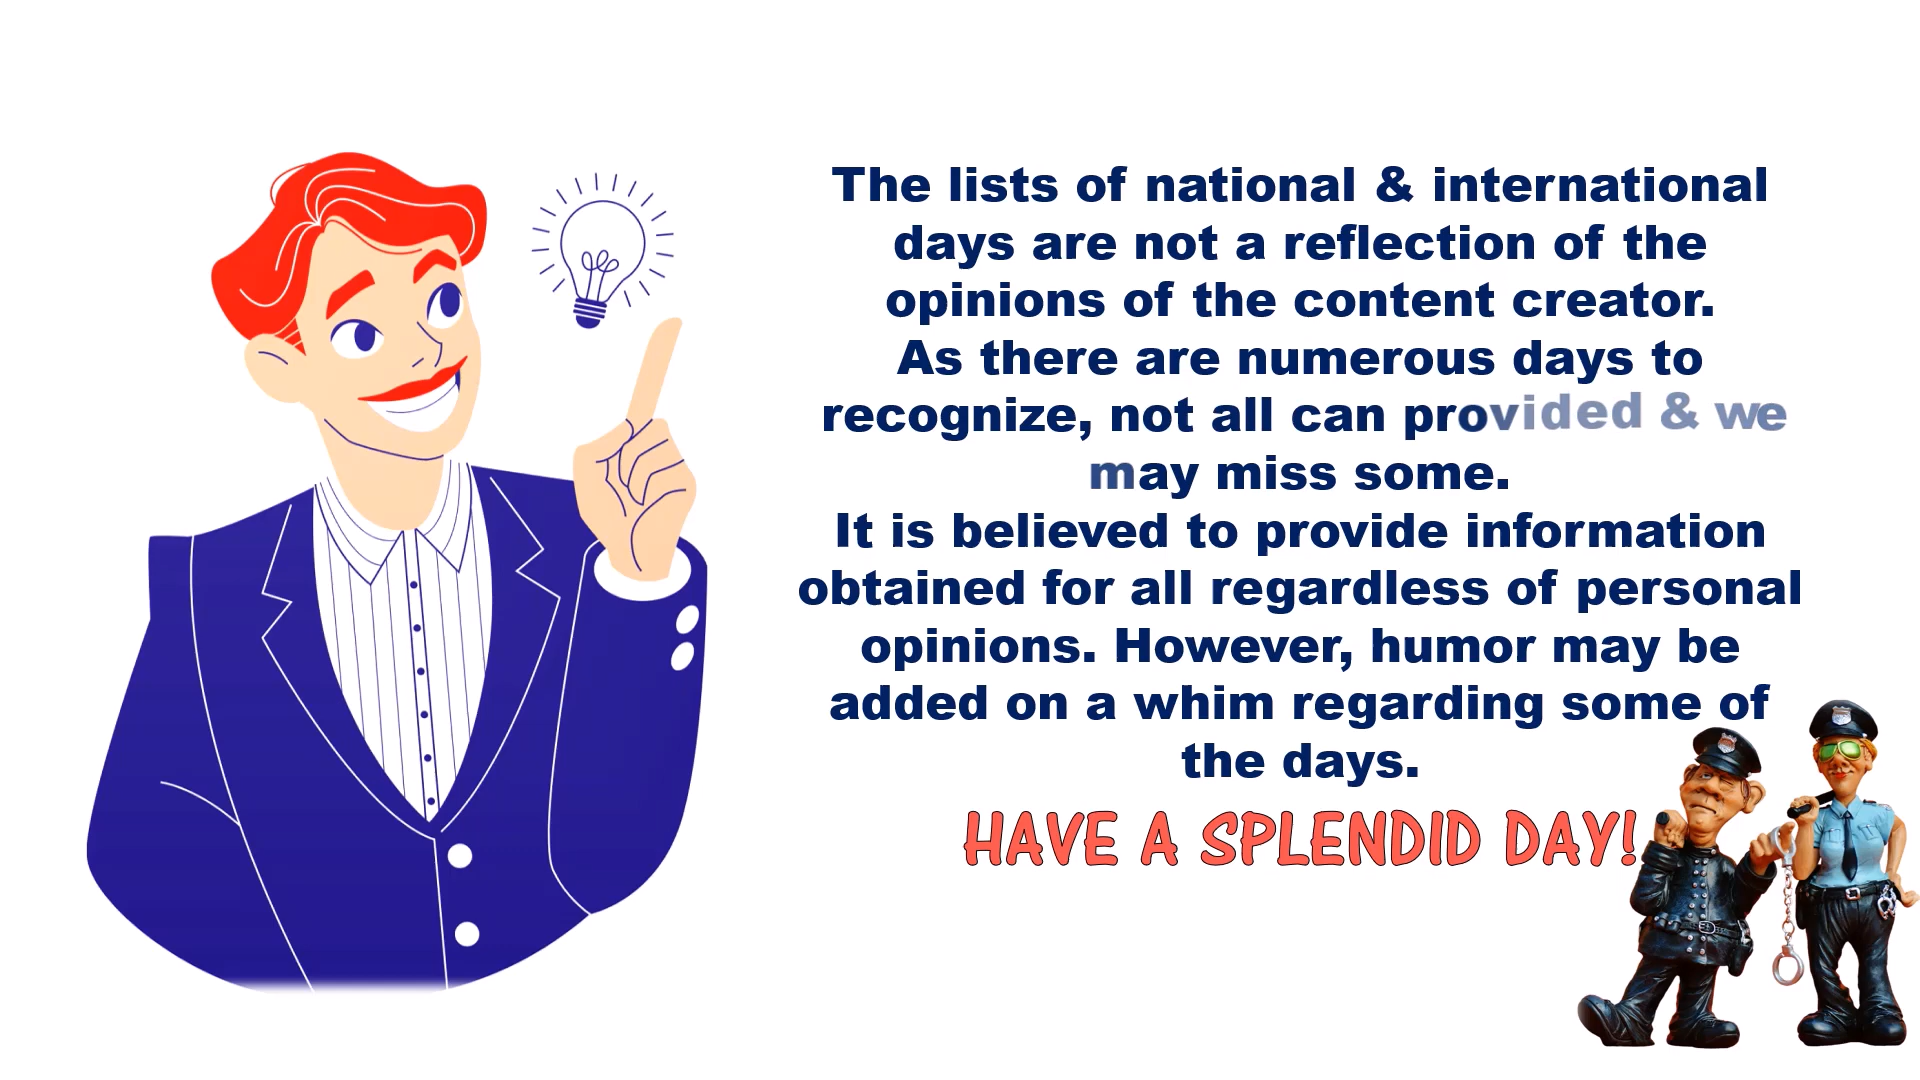 The lists of national & international
days are not a reflection of the
opinions of the content creator.
As there are numerous days to
recognize, not all can provided & we
may miss some.
It is believed to provide information
obtained for all regardless of personal
opinions. However, humor may be
added on a whim regarding some of
the days.
HAVE A SPLENDID DAY!